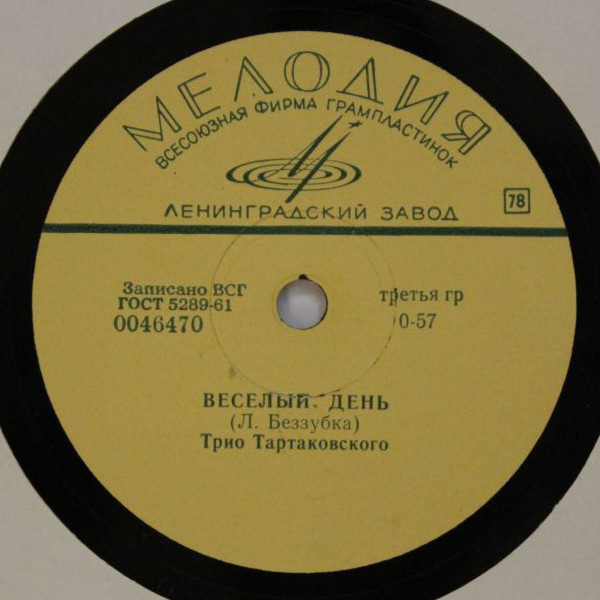 МЕЛОДИЯ
ВСЕСОЮЗНАЯ ФИРМА ГРАМПЛАСТИНОК
ЛЕНИНГРАДСКИЙ ЗАВОД
78
Записано ВСГ
ГОСТ 5289-61
0046470
третья гр
0-57
ВЕСЕЛЫЙ ДЕНЬ
(Л. Беззубка)
Трио Тартаковского